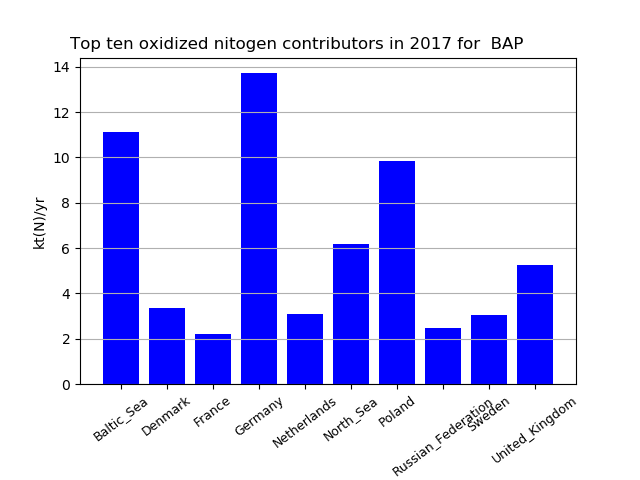 Top ten oxidized nitogen contributors in 2017 for  BAP
kt(N)/yr
14
12
10
8
6
4
2
0
Baltic_Sea
Denmark
France
Germany
Netherlands
North_Sea
Poland
Russian_Federation
Sweden
United_Kingdom